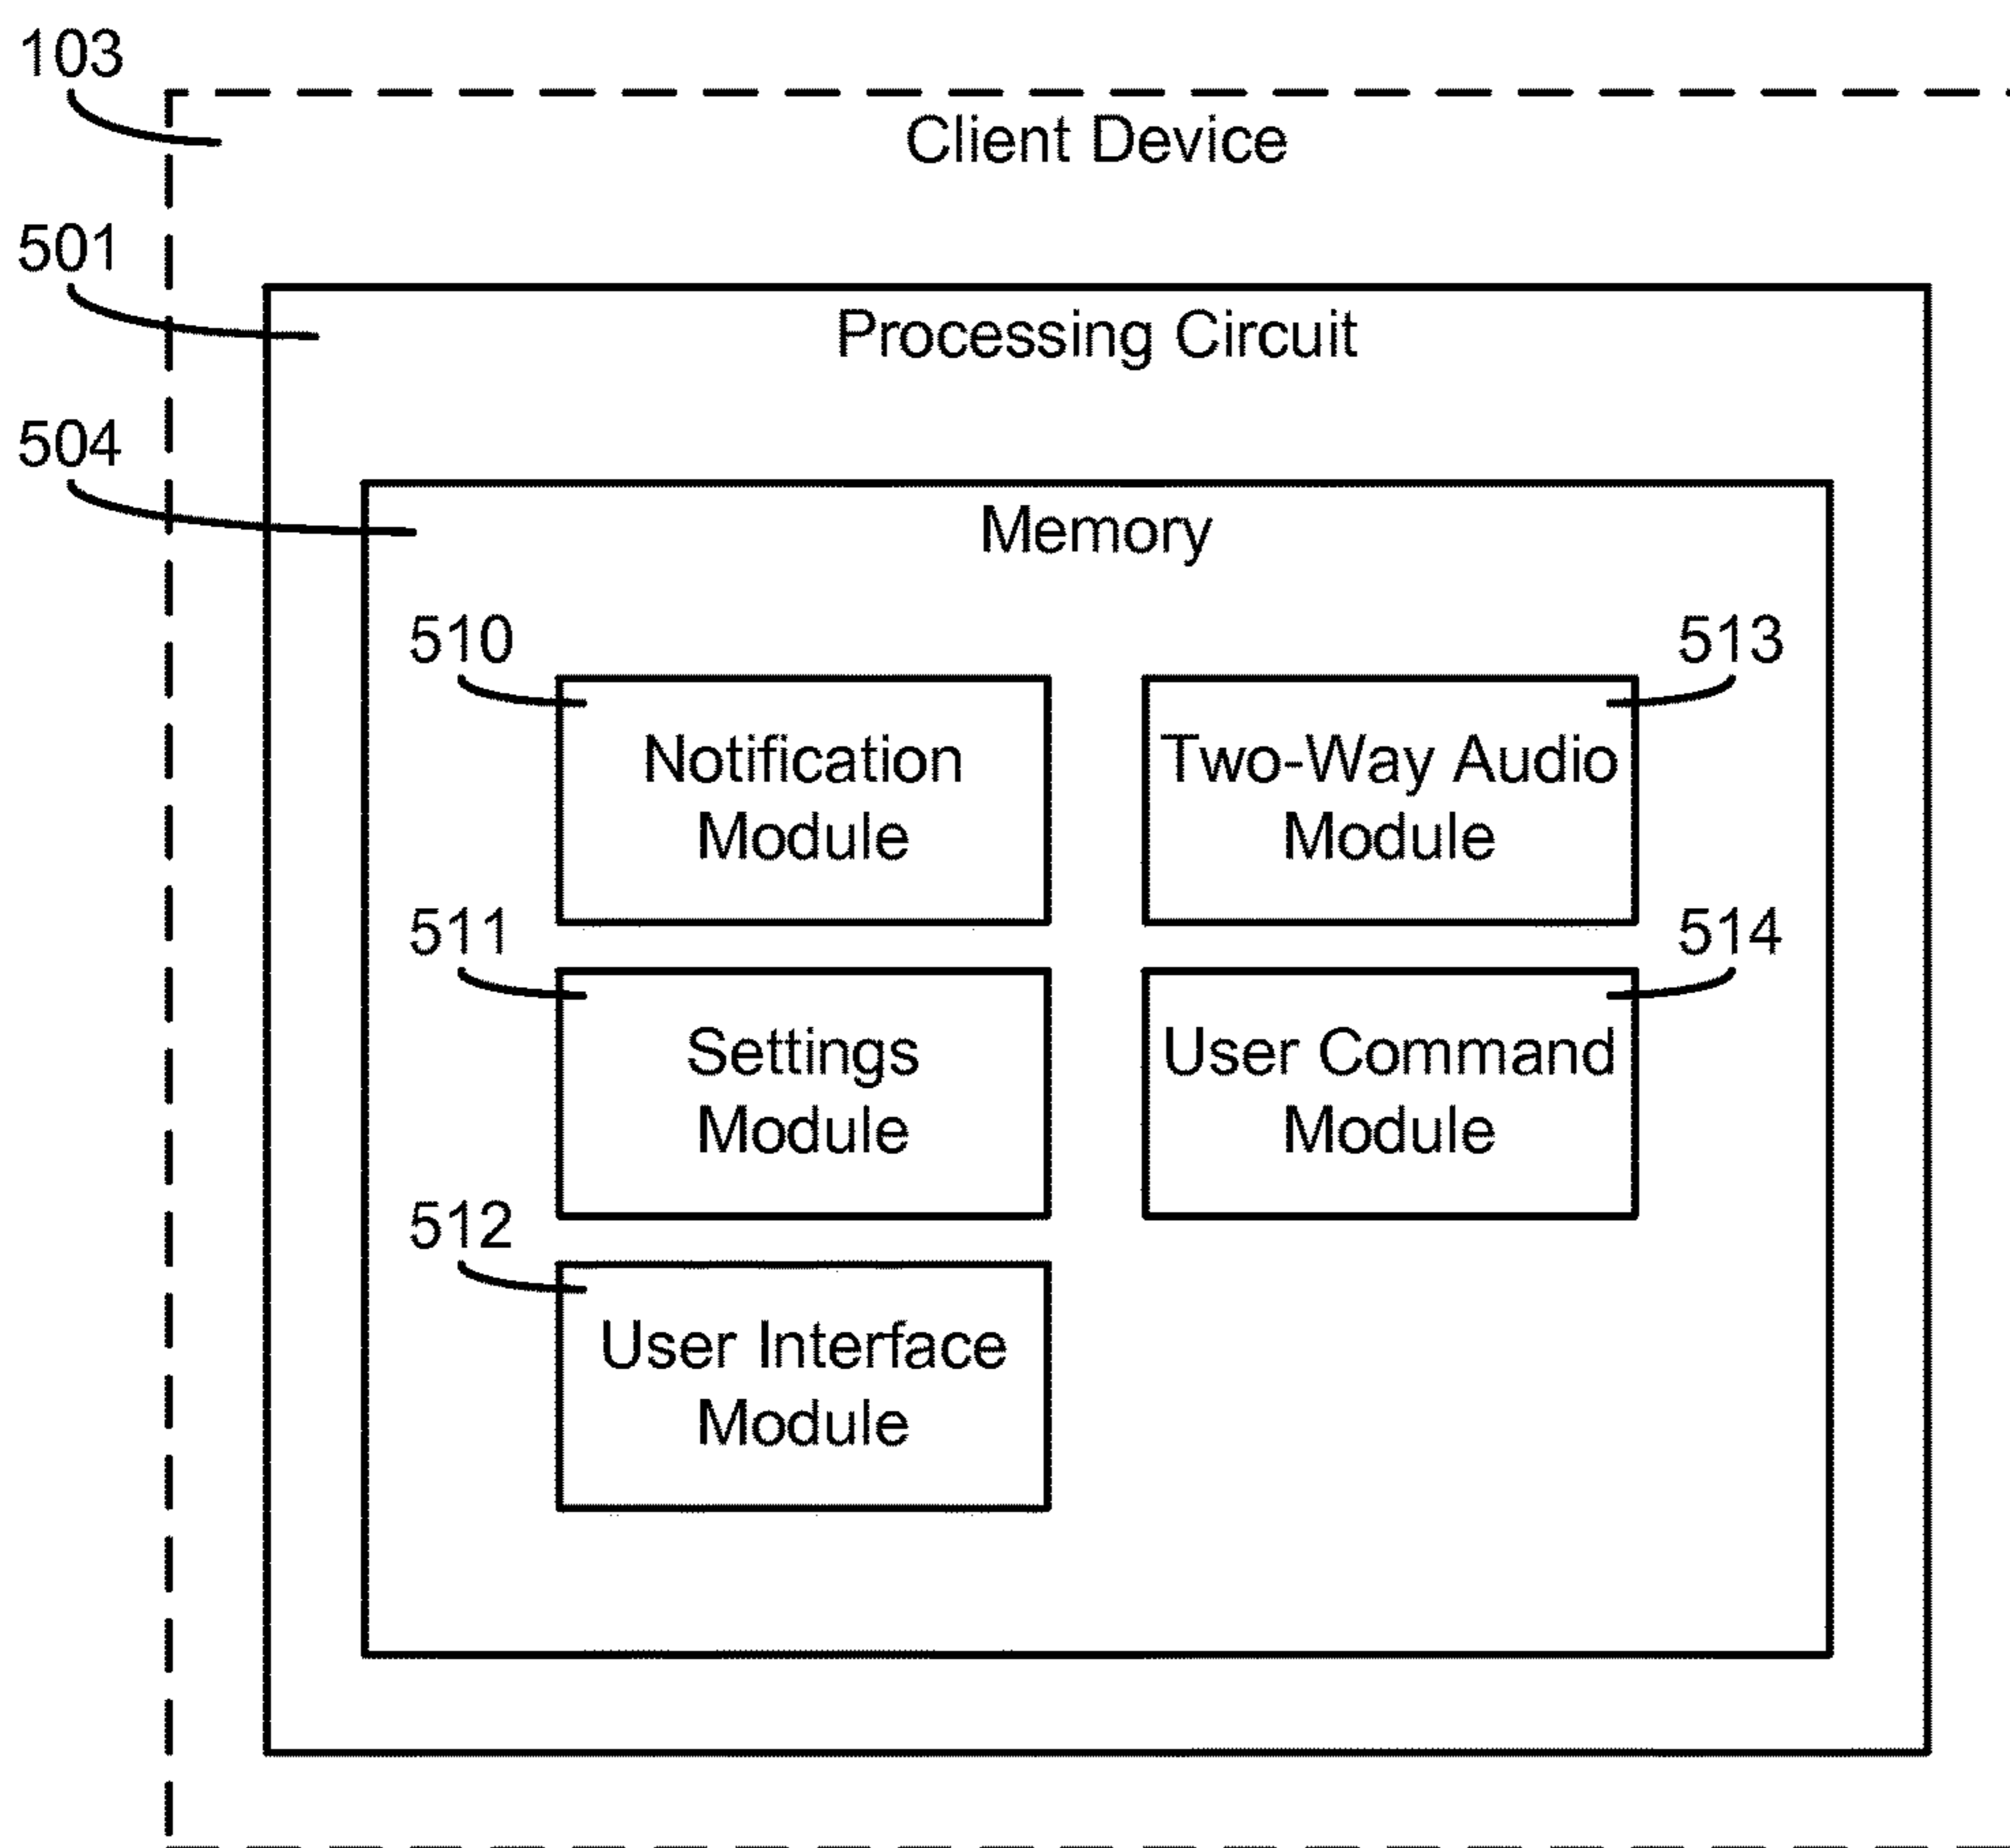 103
Client Device
501
Processing Circuit
504
Memory
510
513
Notification
Module
Two-Way Audio
Module
511
514
Settings
Module
User Command
Module
512
User Interface
Module